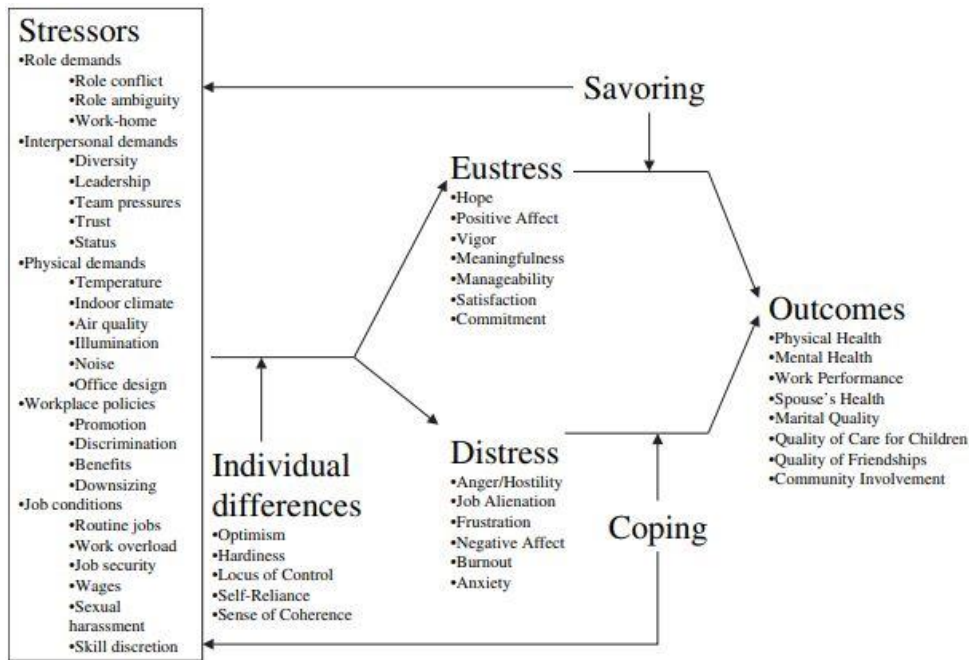 Stressors
•Role demands
•Role conflict
•Role ambiguity
•Work-home
•Interpersonal demands
•Diversity
•Leadership
•Team pressures
•Trust
•Status
•Physical demands
•Temperature
•Indoor climate
•Air quality
•Illumination
•Noise
•Office design
•Workplace policies
•Promotion
•Discrimination
•Benefits
•Downsizing
•Job conditions
•Routine jobs
•Work overload
•Job security
•Wages
•Sexual
harassment
•Skill discretion
Individual
differences
•Optimism
•Hardiness
•Locus of Control
•Self-Reliance
•Sense of Coherence
Savoring
Eustress
•Hope
•Positive Affect
•Vigor
•Meaningfulness
•Manageability
•Satisfaction
•Commitment
Distress
•Anger/Hostility
•Job Alienation
•Frustration
•Negative Affect
•Burnout
•Anxiety
Coping
Outcomes
•Physical Health
•Mental Health
•Work Performance
•Spouse's Health
•Marital Quality
•Quality of Care for Children
•Quality of Friendships
•Community Involvement